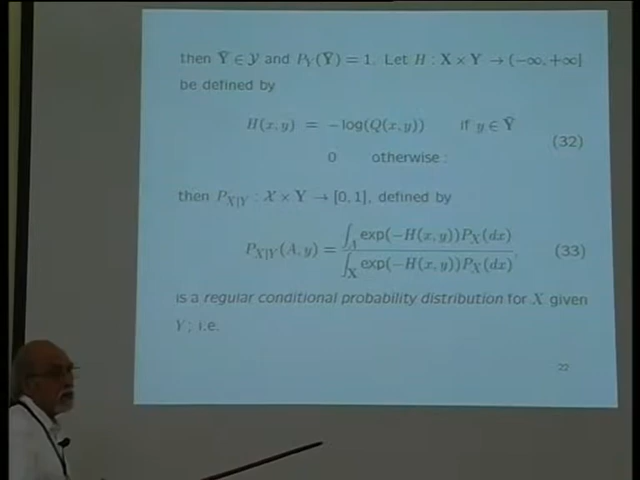 then Ȳ ∈ 𝒴 and P_Y(Ȳ) = 1. Let H : X × Y → (−∞, +∞]
be defined by
H(x, y) = −log(Q(x, y)) if y ∈ Ȳ
0 otherwise :
(32)
then P_{X|Y} : 𝒳 × Y → [0, 1], defined by
P_{X|Y}(A, y) = ∫_A exp(−H(x, y))P_X(dx) / ∫_X exp(−H(x, y))P_X(dx), (33)
is a regular conditional probability distribution for X given
Y; i.e.
22